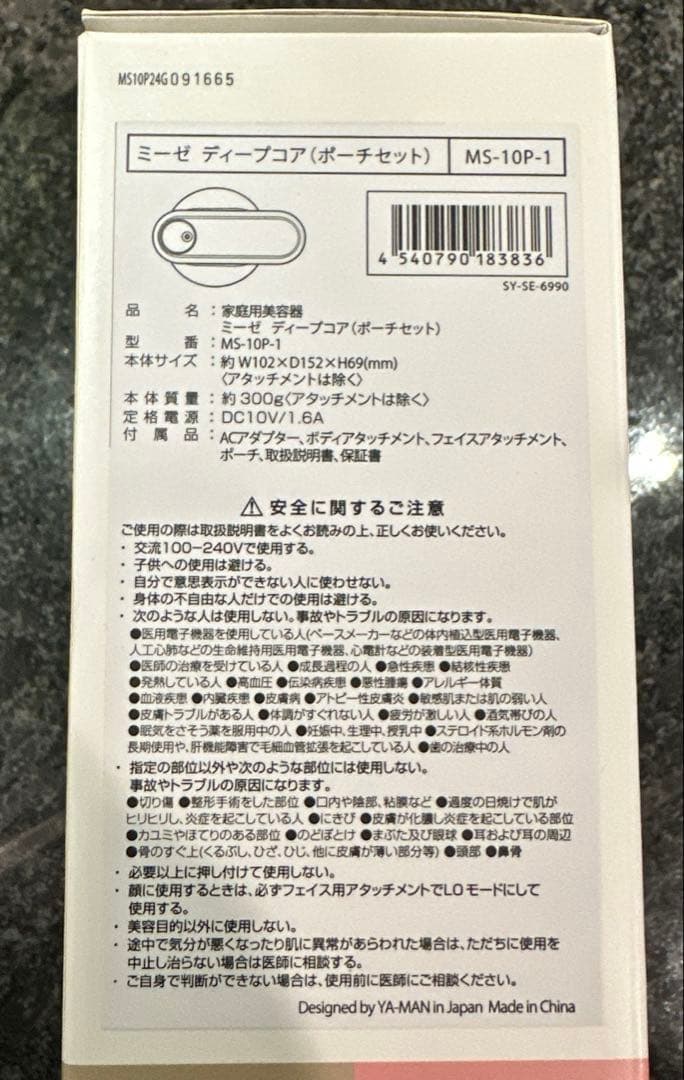 MS10P24G091665
ミーゼ ディープコア(ポーチセット) MS-10P-1
4 540790 183836
SY-SE-6990
品名:家庭用美容器
ミーゼ ディープコア(ポーチセット)
型番:MS-10P-1
本体サイズ:約 W102×D152×H69(mm)
〈アタッチメントは除く〉
本体質量:約 300g〈アタッチメントは除く〉
定格電源:DC10V/1.6A
付属品:ACアダプター、ボディアタッチメント、フェイスアタッチメント、
ポーチ、取扱説明書、保証書
安全に関するご注意
ご使用の際は取扱説明書をよくお読みの上、正しくお使いください。
・交流100-240Vで使用する。
・子供への使用は避ける。
・自分で意思表示ができない人に使わせない。
・身体の不自由な人だけでの使用は避ける。
・次のような人は使用しない。事故やトラブルの原因になります。
●医用電子機器を使用している人(ペースメーカーなどの体内植込型医用電子機器、
人工心肺などの生命維持用医用電子機器、心電計などの装着型医用電子機器)
●医師の治療を受けている人 ●成長過程の人 ●急性疾患 ●結核性疾患
●発熱している人 ●高血圧 ●伝染病疾患 ●悪性腫瘍 ●アレルギー体質
●血液疾患 ●内臓疾患 ●皮膚病 ●アトピー性皮膚炎 ●敏感肌または肌の弱い人
●皮膚トラブルがある人 ●体調がすぐれない人 ●疲労が激しい人 ●酒気帯びの人
●眠気をさそう薬を服用中の人 ●妊娠中、生理中、授乳中 ●ステロイド系ホルモン剤の
長期使用や、肝機能障害で毛細血管拡張を起こしている人 ●歯の治療中の人
・指定の部位以外や次のような部位には使用しない。
事故やトラブルの原因になります。
●切り傷 ●整形手術をした部位 ●口内や陰部、粘膜など ●過度の日焼けで肌が
ヒリヒリし、炎症を起こしている人 ●にきび ●皮膚が化膿し炎症を起こしている部位
●カユミやほてりのある部位 ●のどぼとけ ●まぶた及び眼球 ●耳および耳の周辺
●骨のすぐ上(くるぶし、ひざ、ひじ、他に皮膚が薄い部分等) ●頭部 ●鼻骨
・必要以上に押し付けて使用しない。
・顔に使用するときは、必ずフェイス用アタッチメントでLOモードにして
使用する。
・美容目的以外に使用しない。
・途中で気分が悪くなったり肌に異常があらわれた場合は、ただちに使用を
中止し治らない場合は医師に相談する。
・ご自身で判断ができない場合は、使用前に医師にご相談ください。
Designed by YA-MAN in Japan Made in China